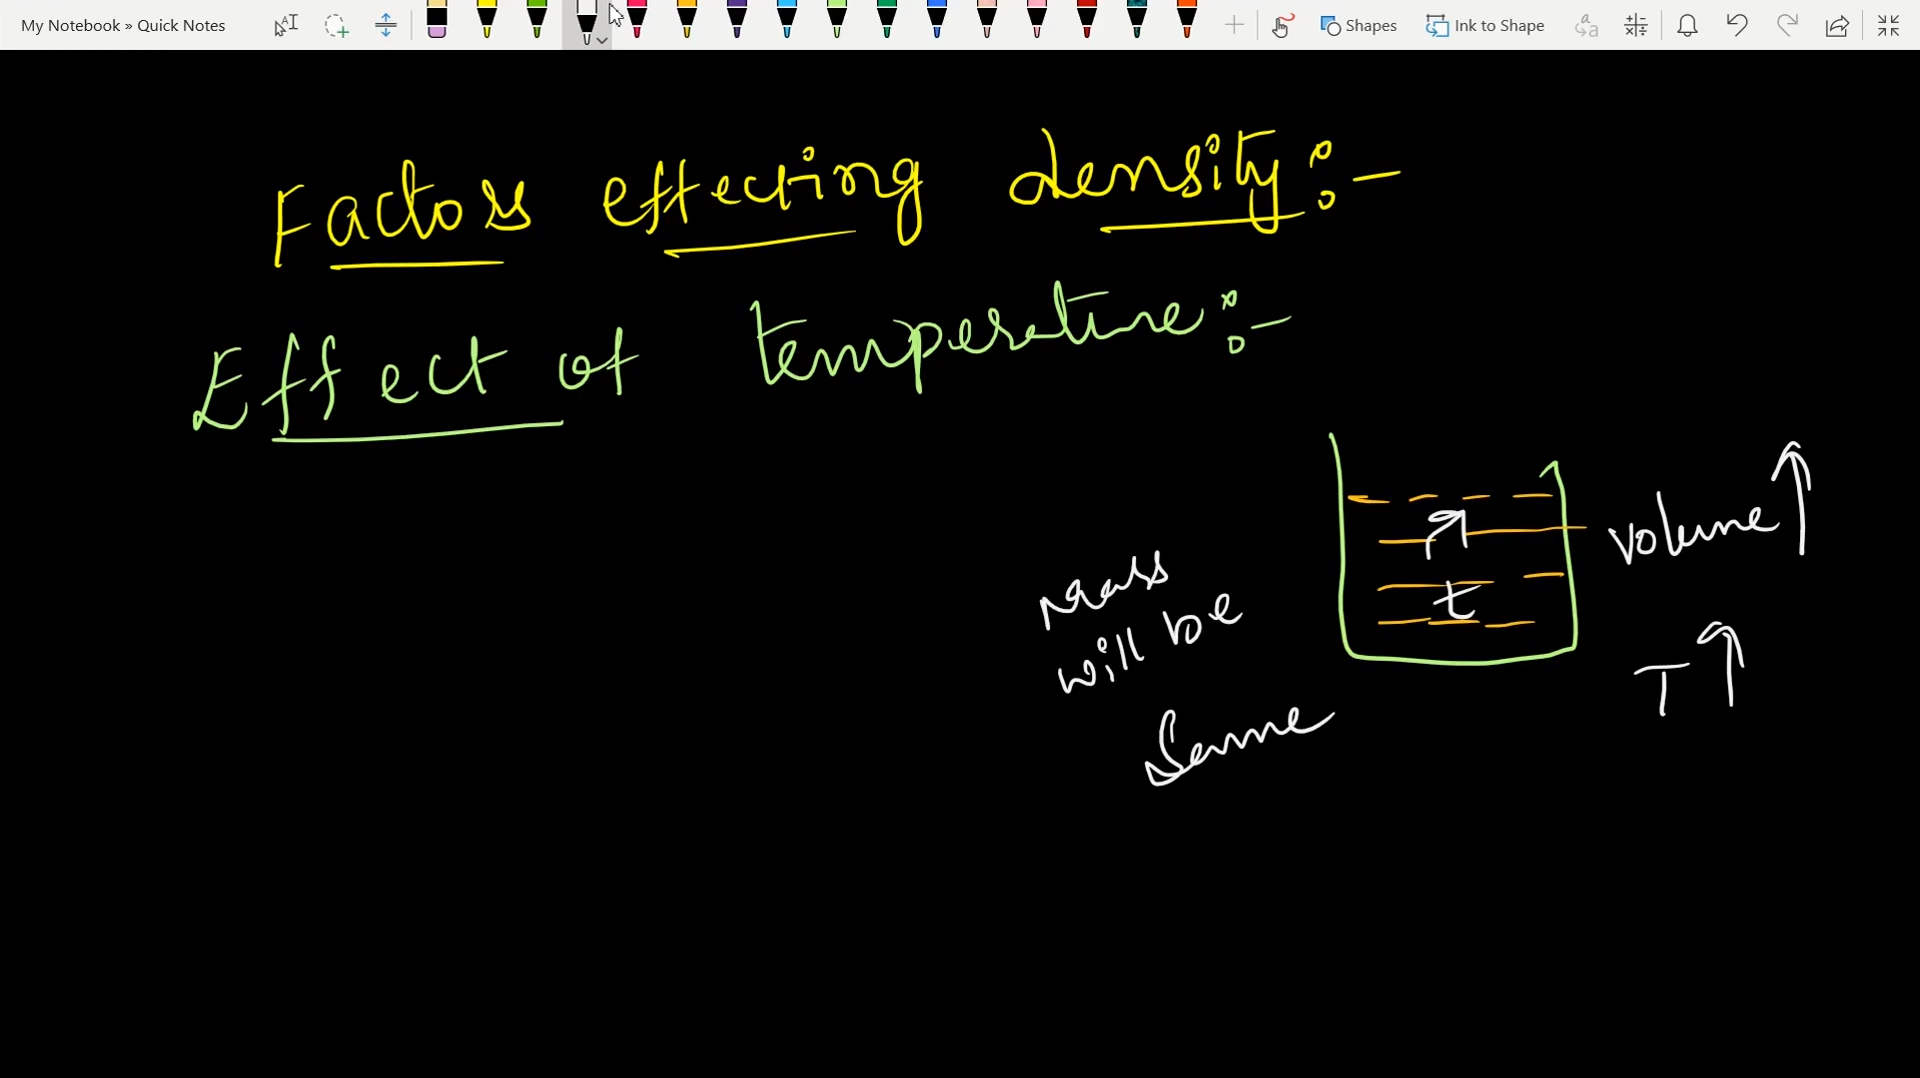 My Notebook » Quick Notes
Shapes
Ink to Shape
Factors effecting density:-
Effect of temperature:-
volume ↑
t
Mass
will be
Same
T ↑